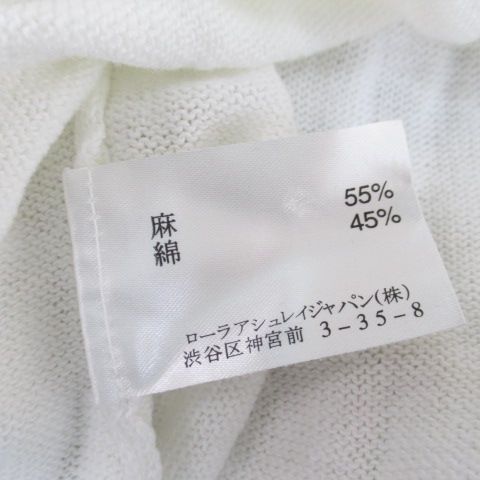 麻 55%
綿 45%
ローラアシュレイジャパン(株)
渋谷区神宮前 3-35-8